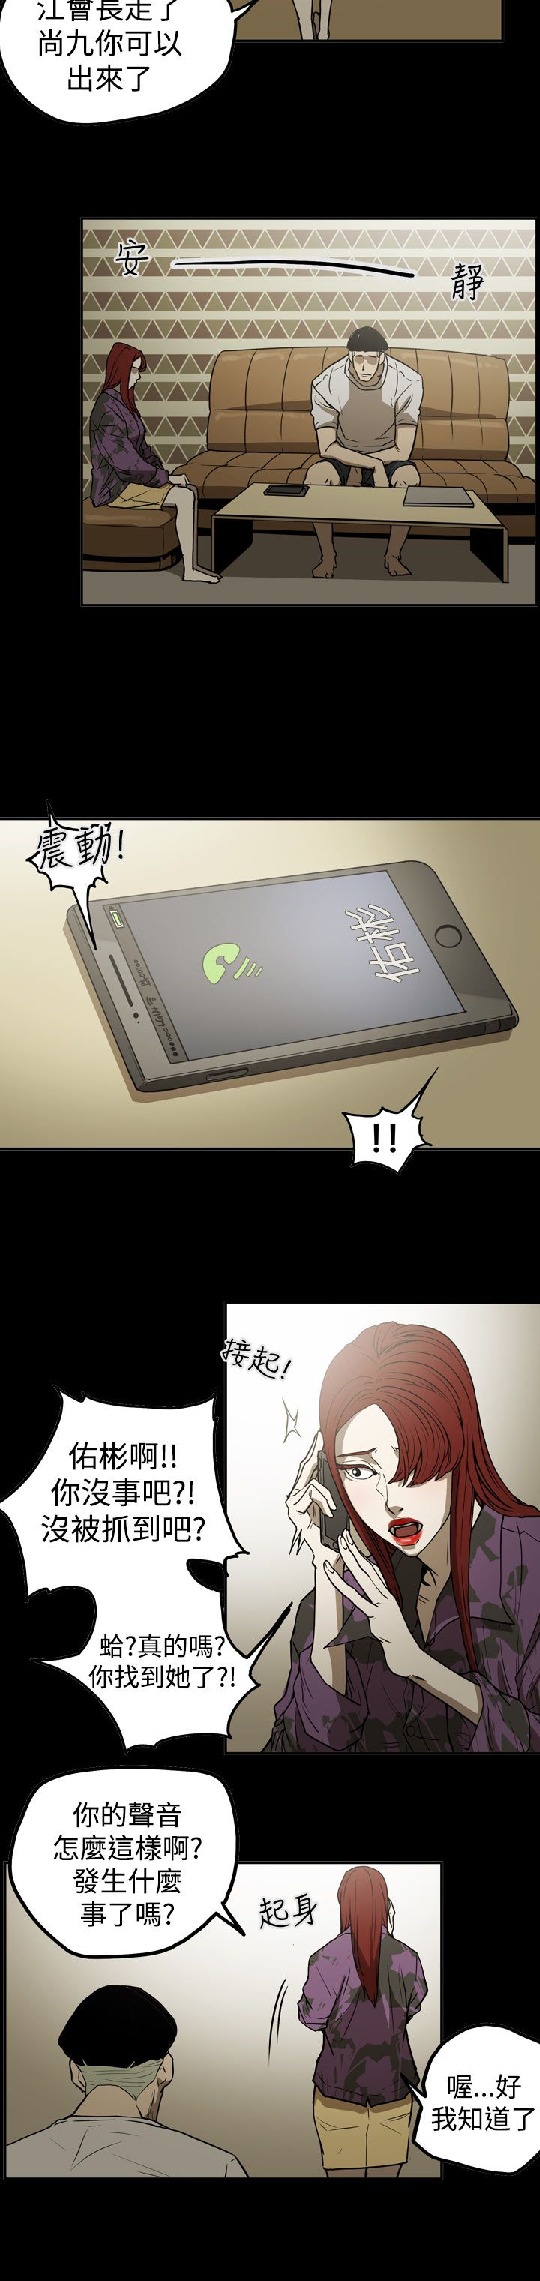 江會長走了
尚九你可以
出來了
安
靜
震動!
佑彬
!!
接起!
佑彬啊!!
你沒事吧?!
沒被抓到吧?
蛤?真的嗎?
你找到她了?!
你的聲音
怎麼這樣啊?
發生什麼
事了嗎?
起身
喔...好
我知道了